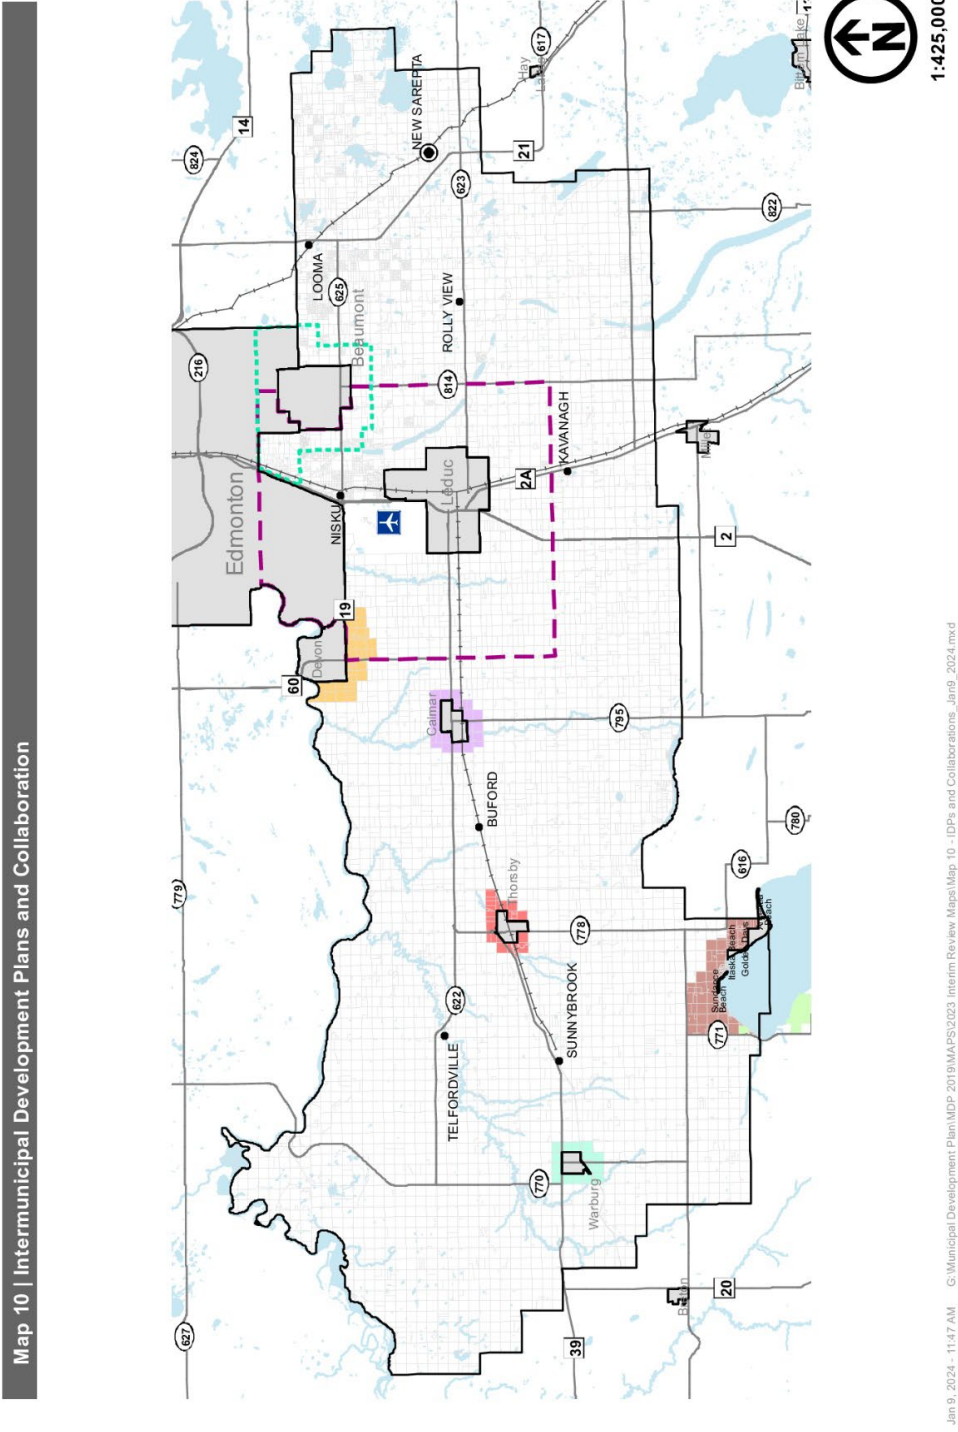 Map 10 | Intermunicipal Development Plans and Collaboration
627
779
60
824
14
216
Edmonton
Devon
19
NISKU
Beaumont
625
LOOMA
NEW SAREPTA
Hay
617
21
623
ROLLY VIEW
814
Leduc
2A
KAVANAGH
822
2
Calmar
795
BUFORD
Thorsby
778
622
TELFORDVILLE
SUNNYBROOK
770
Warburg
39
20
771
Sundance
Beach
Itaska Beach
Golden Days
Beach
616
780
N
1:425,000
Jan 9, 2024 - 11:47 AM
G:\Municipal Development Plan\MDP 2019\MAPS\2023 Interim Review Maps\Map 10 - IDPs and Collaborations_Jan9_2024.mxd